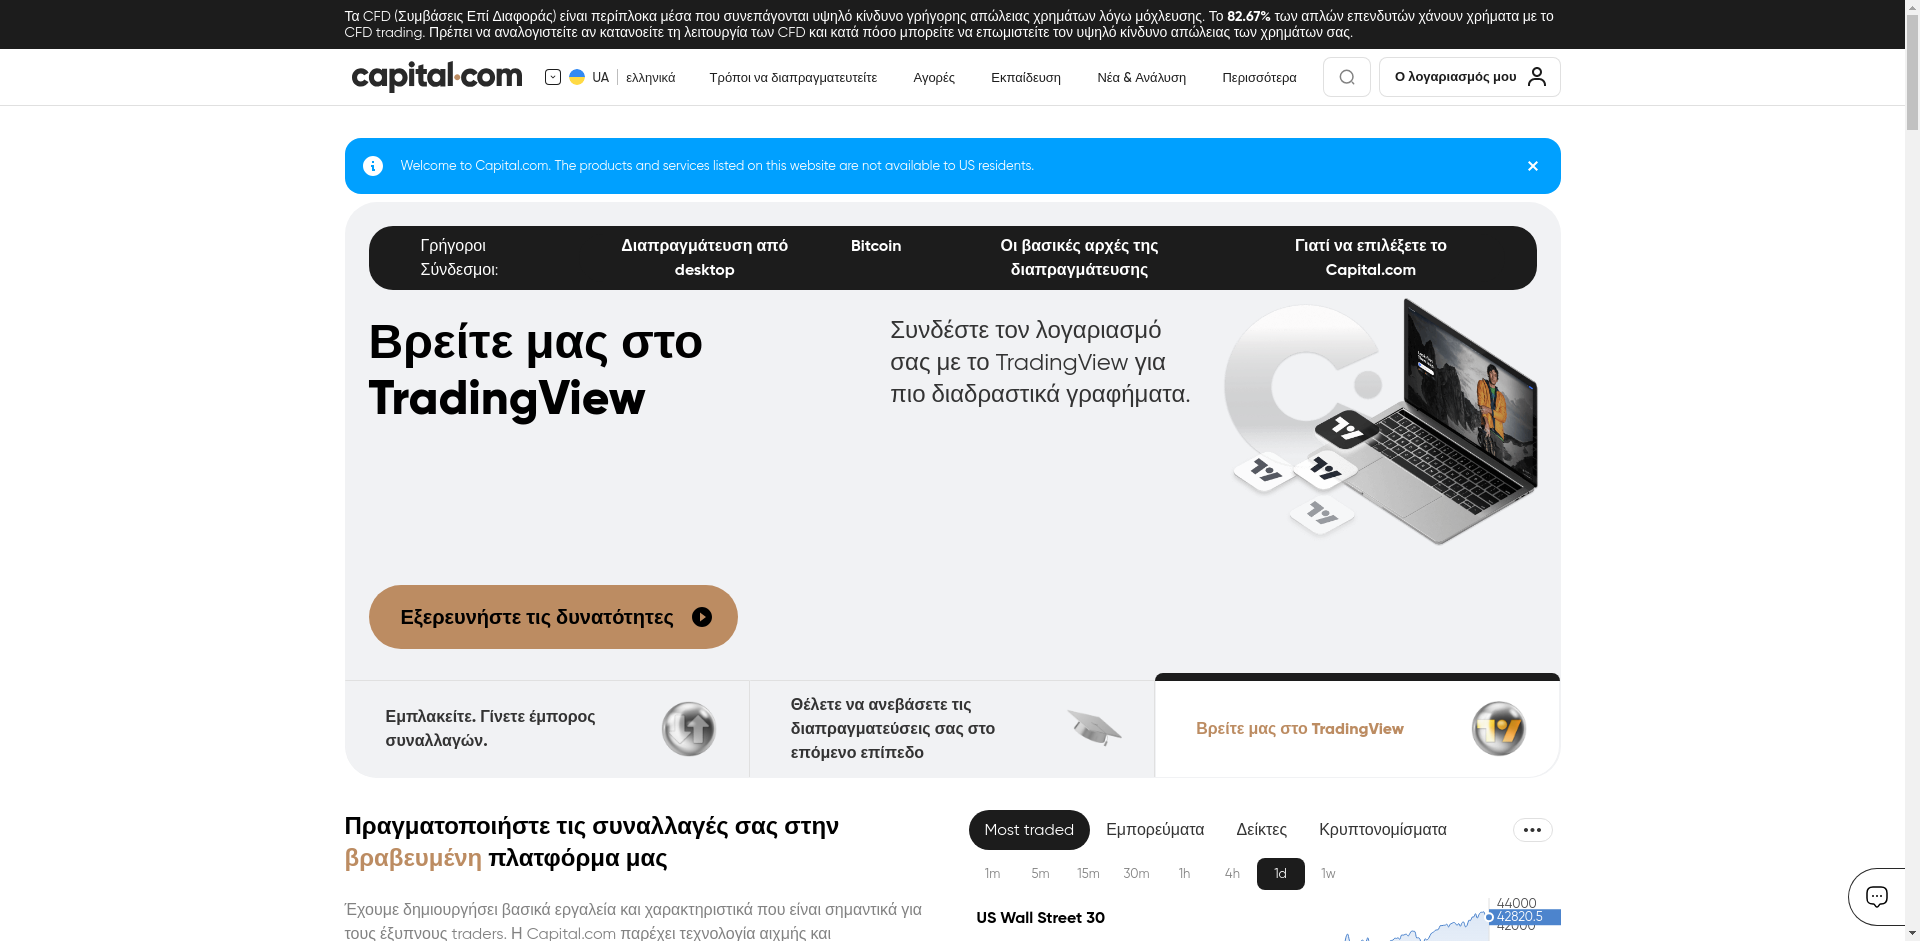 Τα CFD (Συμβάσεις Επί Διαφοράς) είναι περίπλοκα μέσα που συνεπάγονται υψηλό κίνδυνο γρήγορης απώλειας χρημάτων λόγω μόχλευσης. Το 82.67% των απλών επενδυτών χάνουν χρήματα με το
CFD trading. Πρέπει να αναλογιστείτε αν κατανοείτε τη λειτουργία των CFD και κατά πόσο μπορείτε να επωμιστείτε τον υψηλό κίνδυνο απώλειας των χρημάτων σας.
capital.com UA ελληνικά Τρόποι να διαπραγματευτείτε Αγορές Εκπαίδευση Νέα & Ανάλυση Περισσότερα Ο λογαριασμός μου
Welcome to Capital.com. The products and services listed on this website are not available to US residents.
Γρήγοροι
Σύνδεσμοι:
Διαπραγμάτευση από
desktop
Bitcoin
Οι βασικές αρχές της
διαπραγμάτευσης
Γιατί να επιλέξετε το
Capital.com
Βρείτε μας στο
TradingView
Συνδέστε τον λογαριασμό
σας με το TradingView για
πιο διαδραστικά γραφήματα.
Εξερευνήστε τις δυνατότητες
Εμπλακείτε. Γίνετε έμπορος
συναλλαγών.
Θέλετε να ανεβάσετε τις
διαπραγματεύσεις σας στο
επόμενο επίπεδο
Βρείτε μας στο TradingView
Πραγματοποιήστε τις συναλλαγές σας στην
βραβευμένη πλατφόρμα μας
Έχουμε δημιουργήσει βασικά εργαλεία και χαρακτηριστικά που είναι σημαντικά για
τους έξυπνους traders. Η Capital.com παρέχει τεχνολογία αιχμής και
Most traded Εμπορεύματα Δείκτες Κρυπτονομίσματα
1m 5m 15m 30m 1h 4h 1d 1w
US Wall Street 30
44000
42820.5
42000